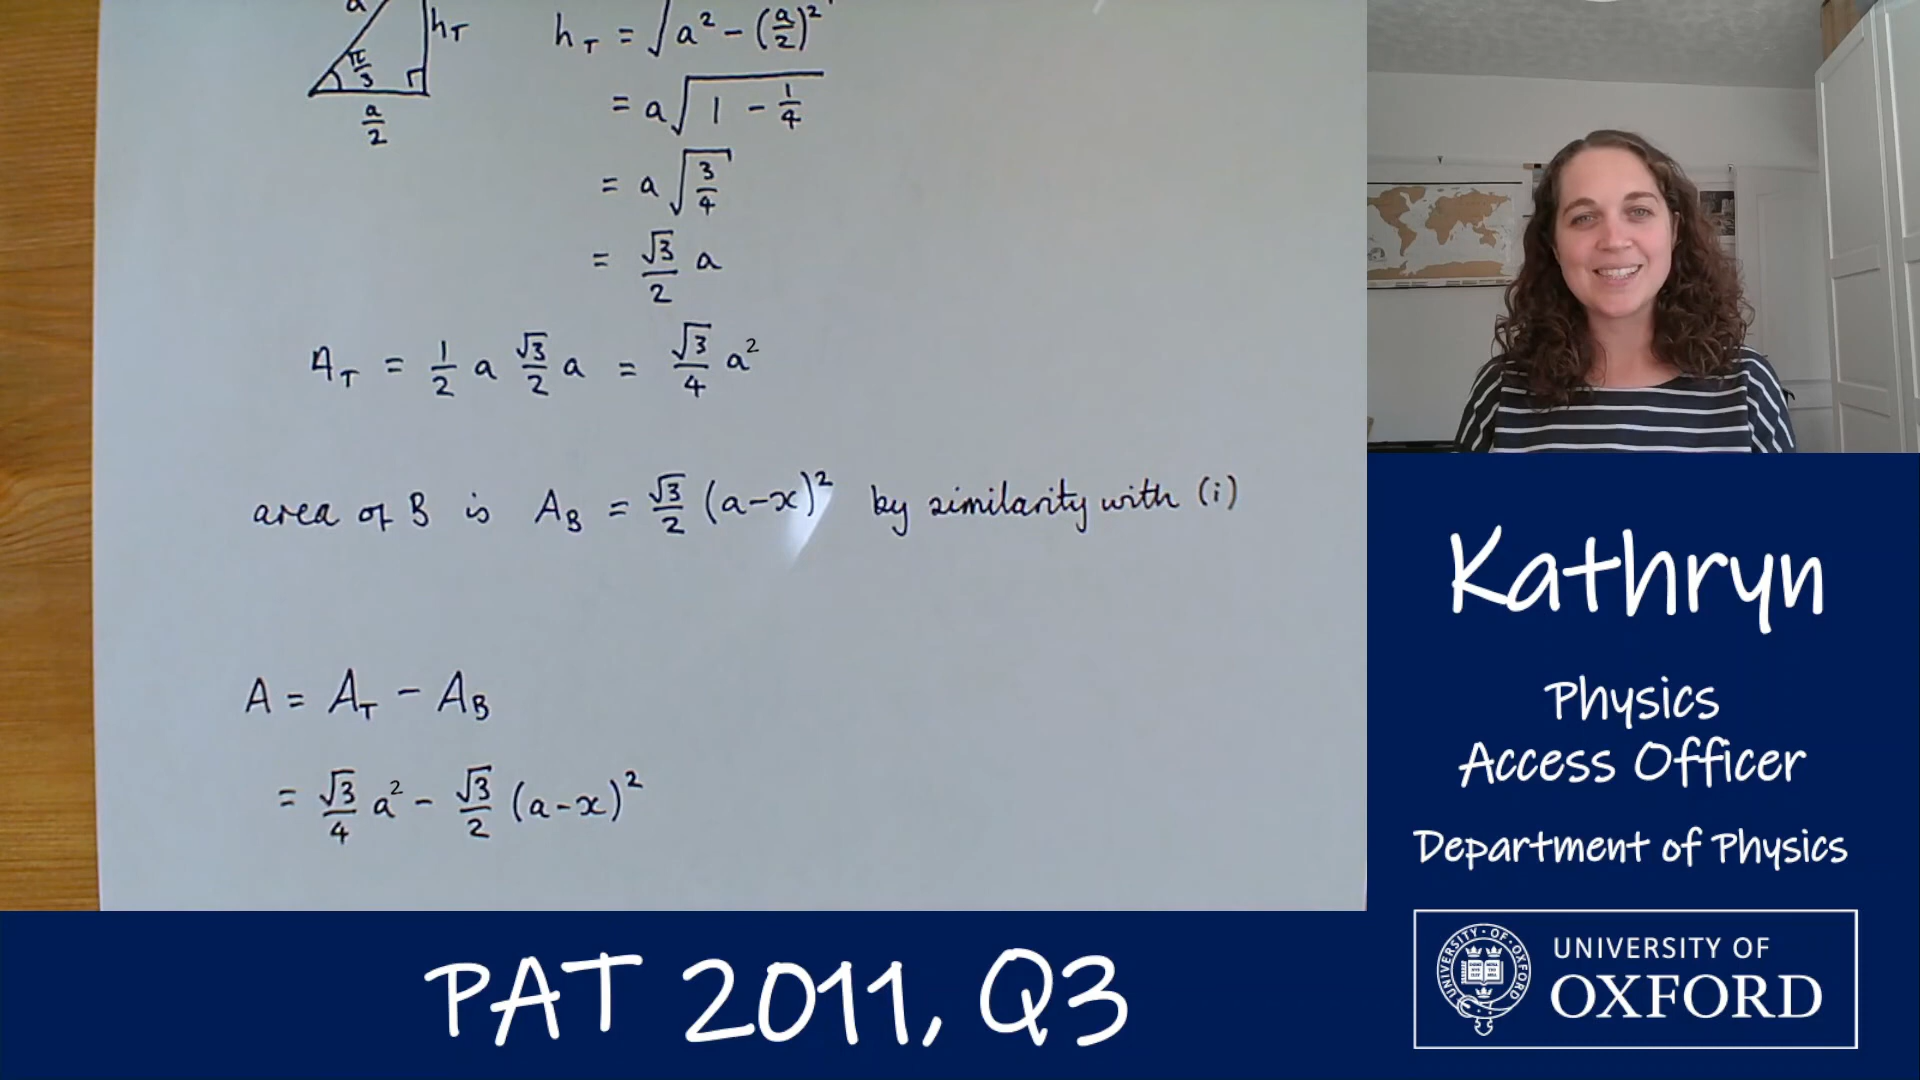 a
h_T
π/3
a/2
h_T = √(a² - (a/2)²)
= a√(1 - 1/4)
= a√(3/4)
= √3/2 a
A_T = 1/2 a √3/2 a = √3/4 a²
area of B is A_B = √3/2 (a-x)² by similarity with (i)
A = A_T - A_B
= √3/4 a² - √3/2 (a-x)²
Kathryn
Physics
Access Officer
Department of Physics
UNIVERSITY OF
OXFORD
PAT 2011, Q3